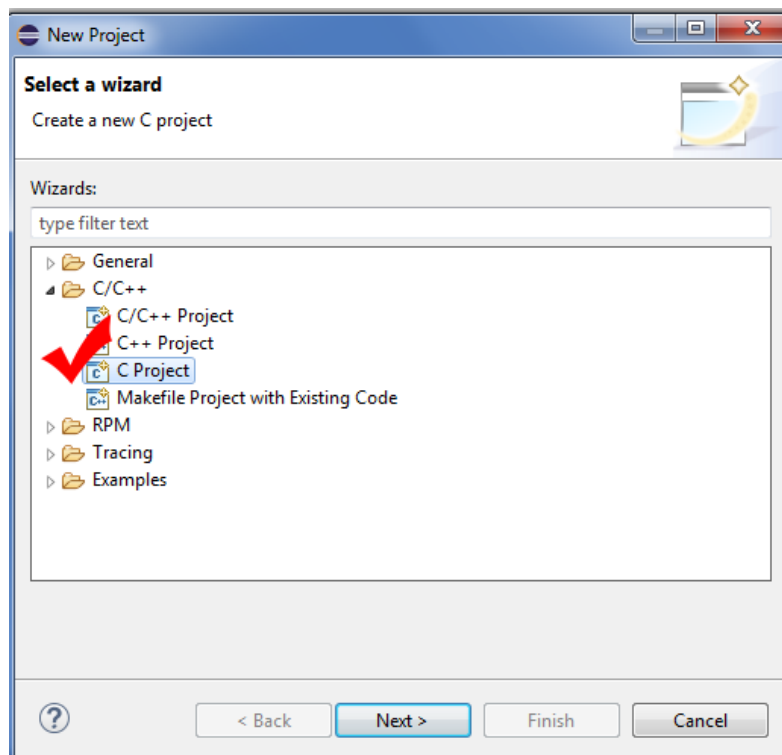 New Project
Select a wizard
Create a new C project
Wizards:
type filter text
General
C/C++
C/C++ Project
C++ Project
C Project
Makefile Project with Existing Code
RPM
Tracing
Examples
? < Back Next > Finish Cancel